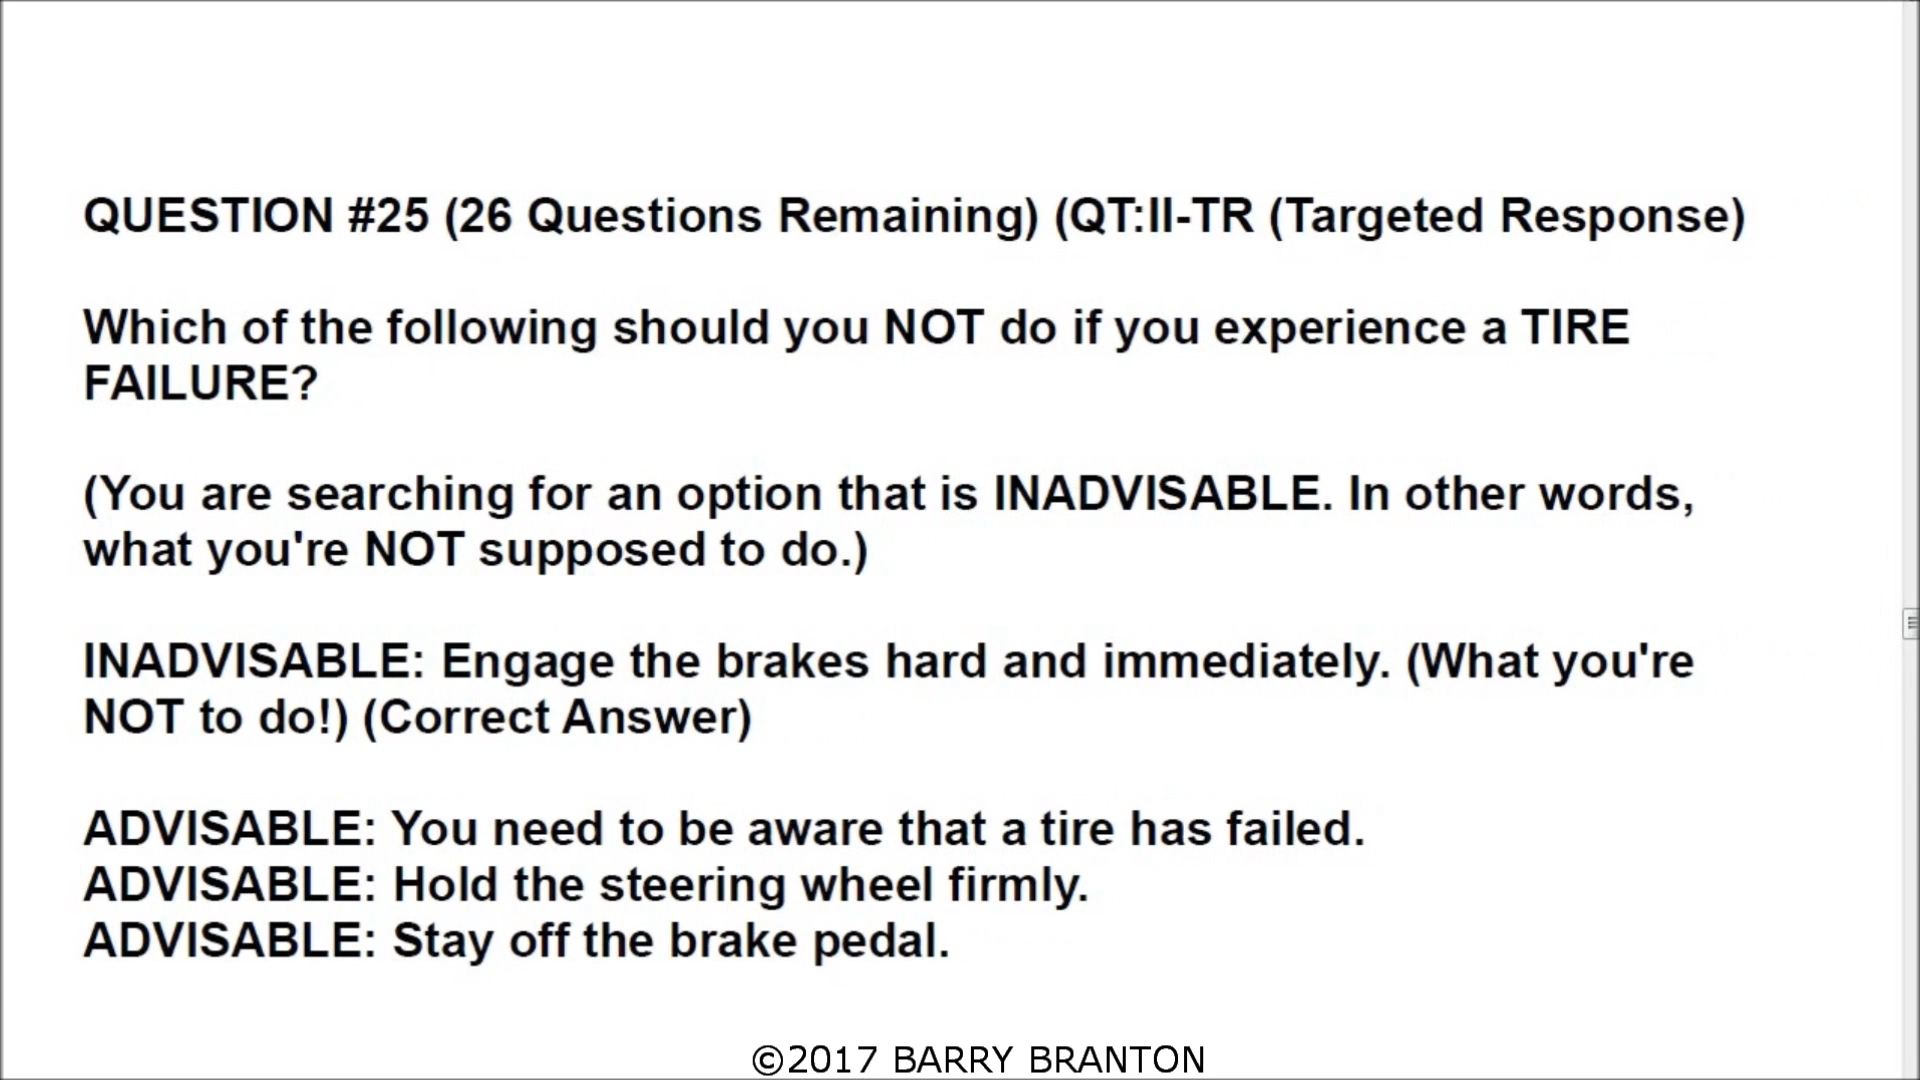 QUESTION #25 (26 Questions Remaining) (QT:II-TR (Targeted Response)
Which of the following should you NOT do if you experience a TIRE
FAILURE?
(You are searching for an option that is INADVISABLE. In other words,
what you're NOT supposed to do.)
INADVISABLE: Engage the brakes hard and immediately. (What you're
NOT to do!) (Correct Answer)
ADVISABLE: You need to be aware that a tire has failed.
ADVISABLE: Hold the steering wheel firmly.
ADVISABLE: Stay off the brake pedal.
©2017 BARRY BRANTON